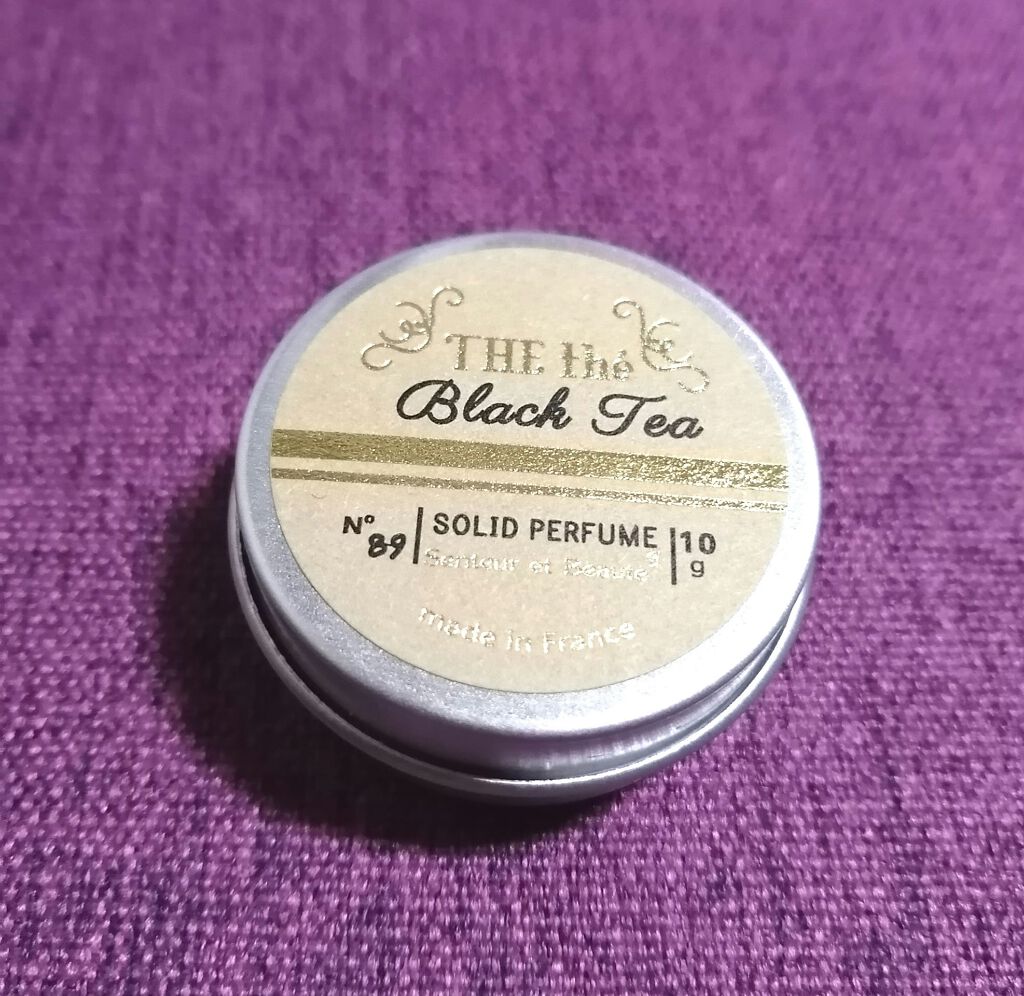 THE thé
Black Tea
N° 89 | SOLID PERFUME | 10 g
Senteur et Beauté
made in France